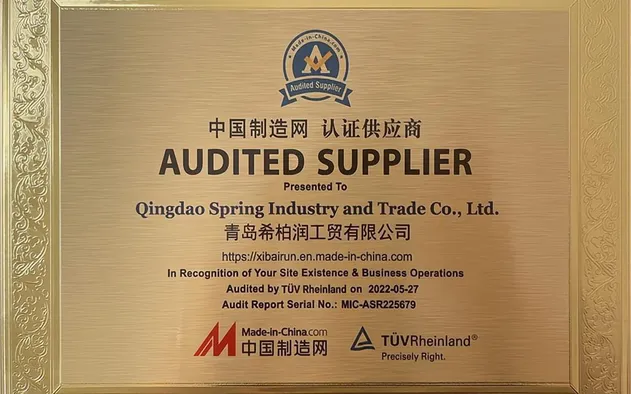 Made-in-China.com
Audited Supplier
中国制造网 认证供应商
AUDITED SUPPLIER
Presented To
Qingdao Spring Industry and Trade Co., Ltd.
青岛希柏润工贸有限公司
https://xibairun.en.made-in-china.com
In Recognition of Your Site Existence & Business Operations
Audited by TÜV Rheinland on 2022-05-27
Audit Report Serial No.: MIC-ASR225679
Made-in-China.com
中国制造网
TÜVRheinland®
Precisely Right.